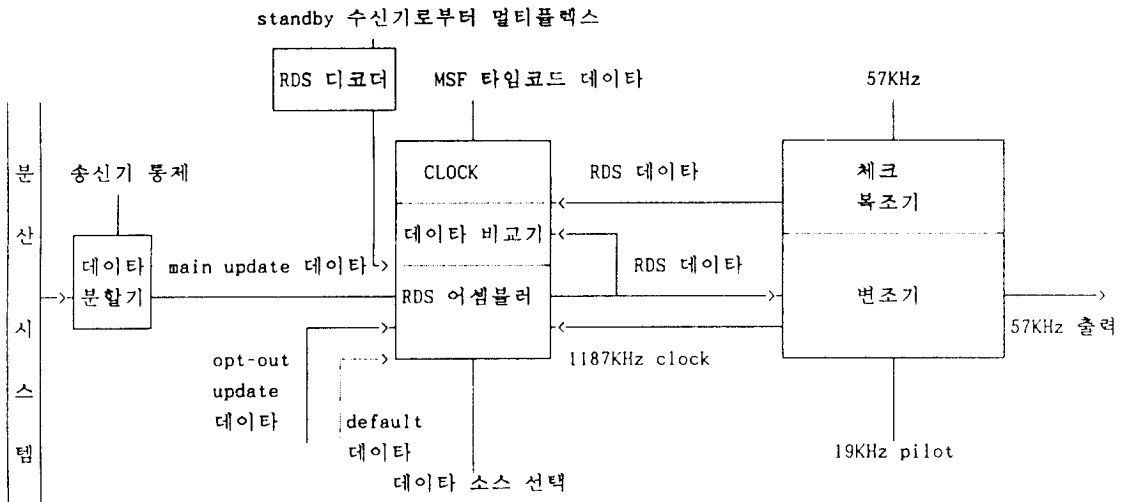 standby 수신기로부터 멀티플렉스
RDS 디코더
MSF 타임코드 데이타
57KHz
분산시스템
송신기 통제
CLOCK
RDS 데이타
체크
복조기
데이타 비교기
데이타
분할기
main update 데이타
RDS 데이타
RDS 어셈블러
변조기
57KHz 출력
opt-out
update
데이타
1187KHz clock
default
데이타
19KHz pilot
데이타 소스 선택